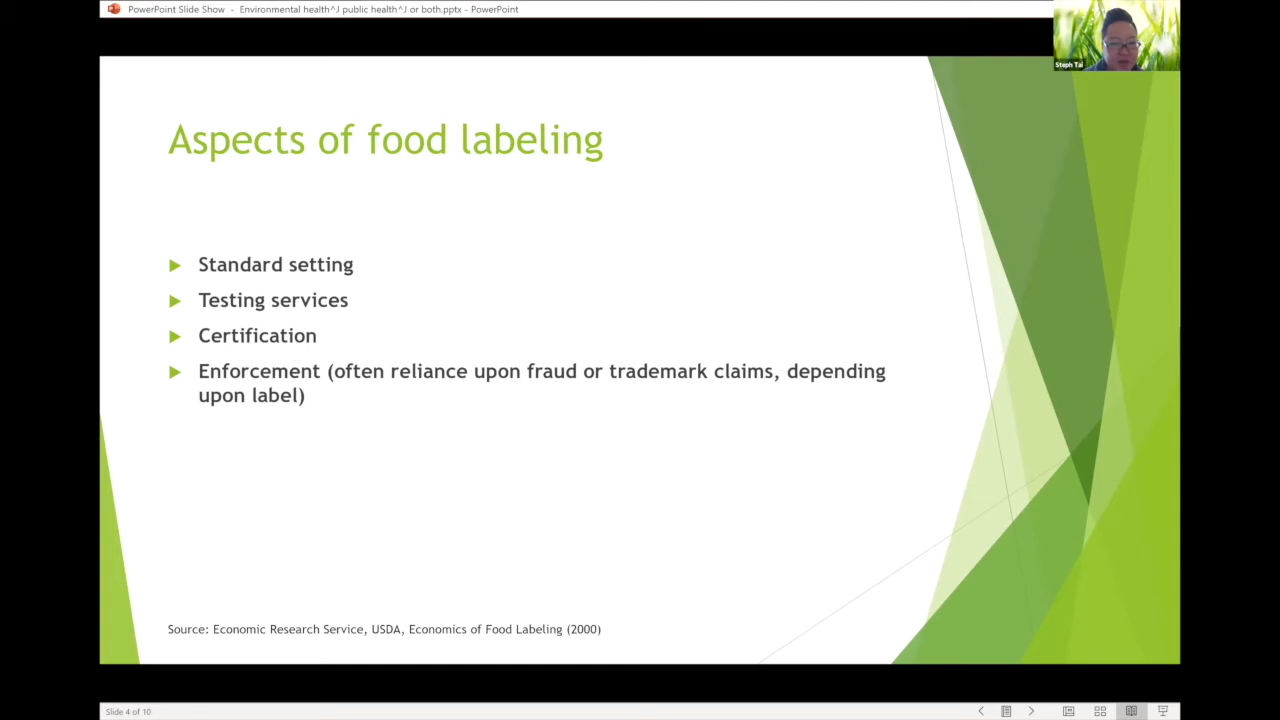 PowerPoint Slide Show - Environmental health^J public health^J or both.pptx - PowerPoint
Steph Tai
Aspects of food labeling
Standard setting
Testing services
Certification
Enforcement (often reliance upon fraud or trademark claims, depending
upon label)
Source: Economic Research Service, USDA, Economics of Food Labeling (2000)
Slide 4 of 10